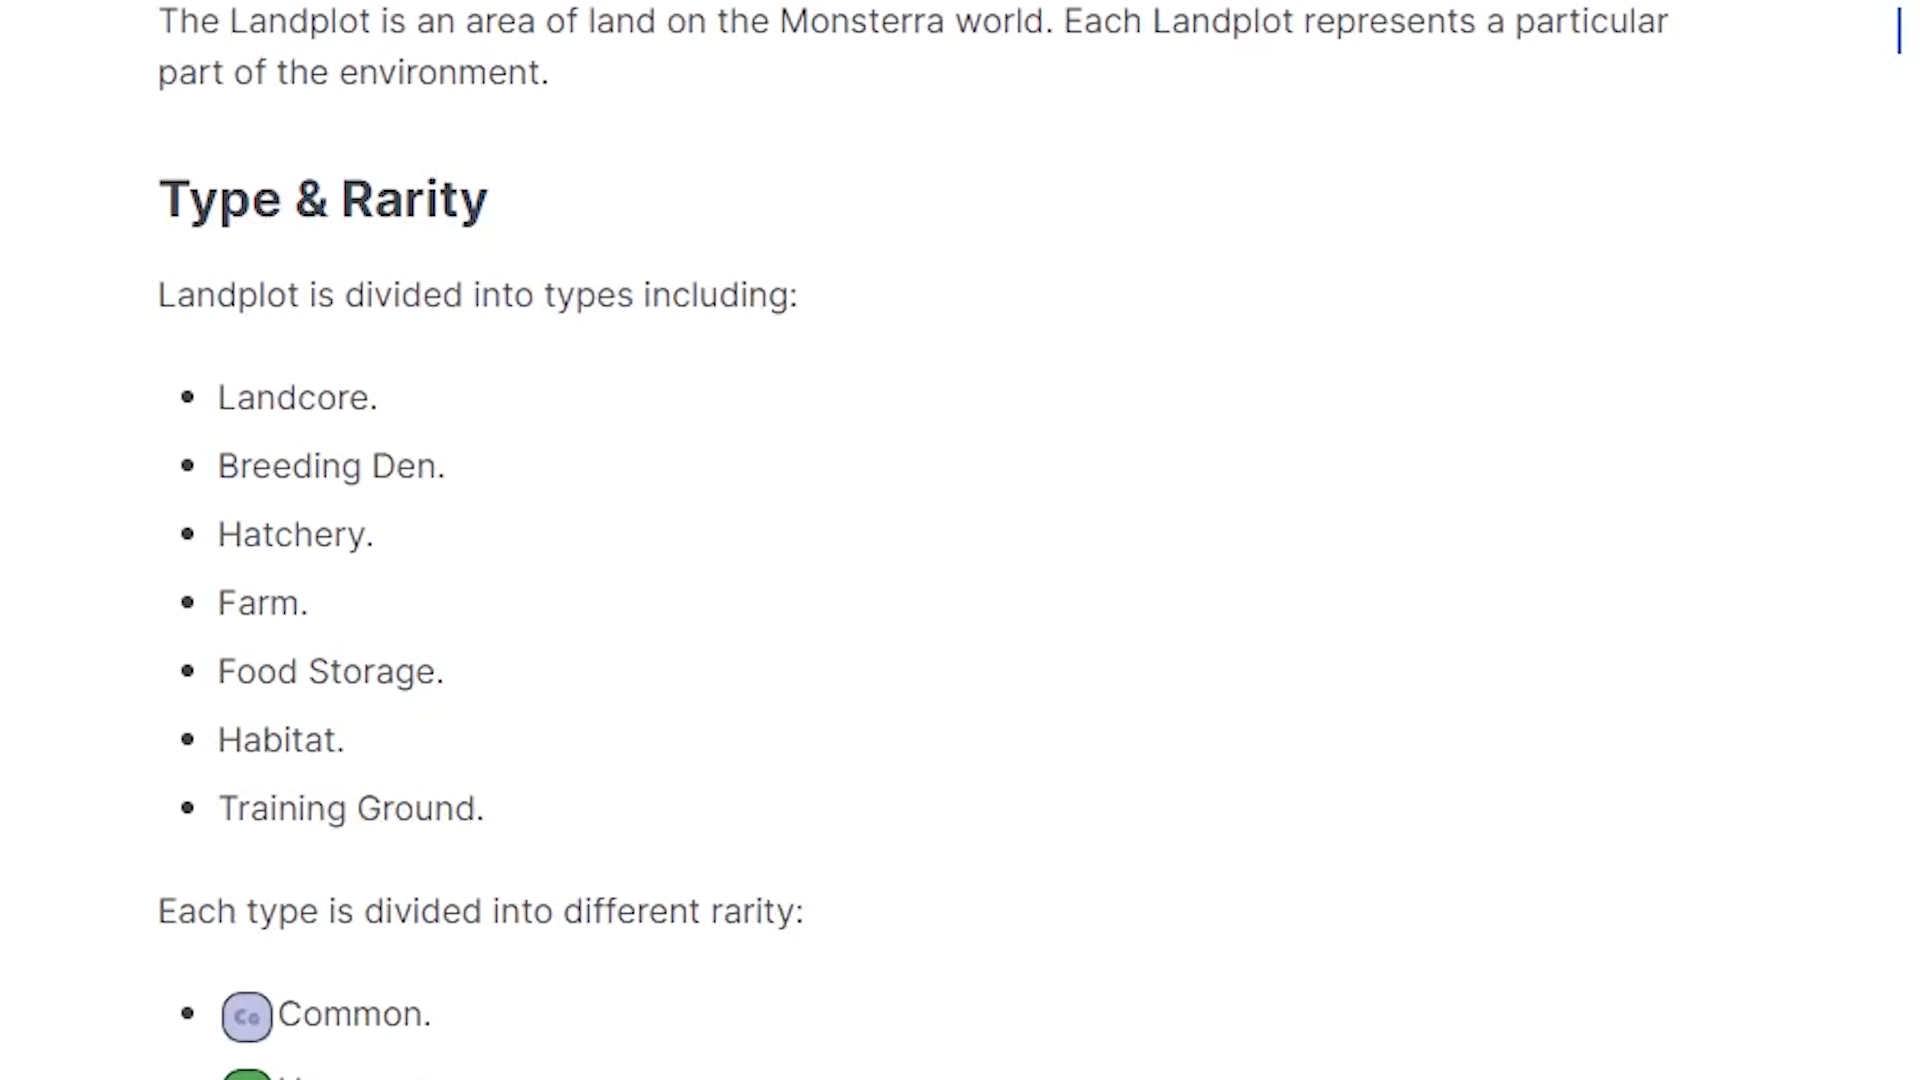 The Landplot is an area of land on the Monsterra world. Each Landplot represents a particular
part of the environment.
Type & Rarity
Landplot is divided into types including:
Landcore.
Breeding Den.
Hatchery.
Farm.
Food Storage.
Habitat.
Training Ground.
Each type is divided into different rarity:
Co Common.